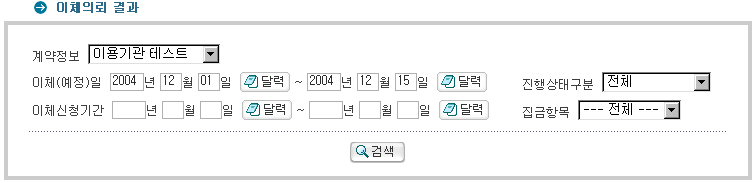 이체의뢰 결과
계약정보 이용기관 테스트
이체(예정)일 2004 년 12 월 01 일 달력 ~ 2004 년 12 월 15 일 달력 진행상태구분 전체
이체신청기간 년 월 일 달력 ~ 년 월 일 달력 집금항목 --- 전체 ---
검색